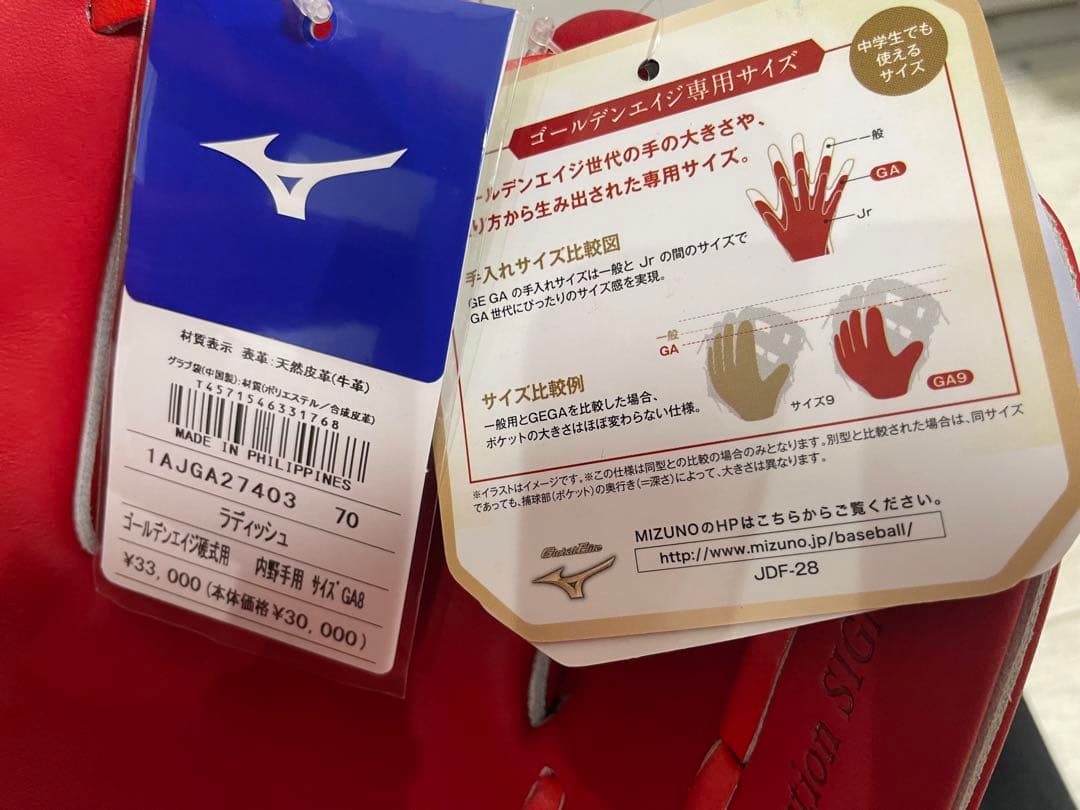 材質表示 表革:天然皮革(牛革)
グラブ袋(中国製):材質(ポリエステル/合成皮革)
T4571546331768
MADE IN PHILIPPINES
1AJGA27403 70
ラディッシュ
ゴールデンエイジ硬式用 内野手用 サイズGA8
¥33,000(本体価格¥30,000)
中学生でも
使える
サイズ
ゴールデンエイジ専用サイズ
ールデンエイジ世代の手の大きさや、
り方から生み出された専用サイズ。
一般
GA
Jr
手入れサイズ比較図
GE GA の手入れサイズは一般と Jr の間のサイズで
GA 世代にぴったりのサイズ感を実現。
一般
GA
サイズ9
GA9
サイズ比較例
一般用とGEGAを比較した場合、
ポケットの大きさはほぼ変わらない仕様。
※イラストはイメージです。※この仕様は同型との比較の場合のみとなります。別型と比較された場合は、同サイズ
であっても、捕球部(ポケット)の奥行き(=深さ)によって、大きさは異なります。
MIZUNOのHPはこちらからご覧ください。
http://www.mizuno.jp/baseball/
JDF-28
Global Elite
tion SIG